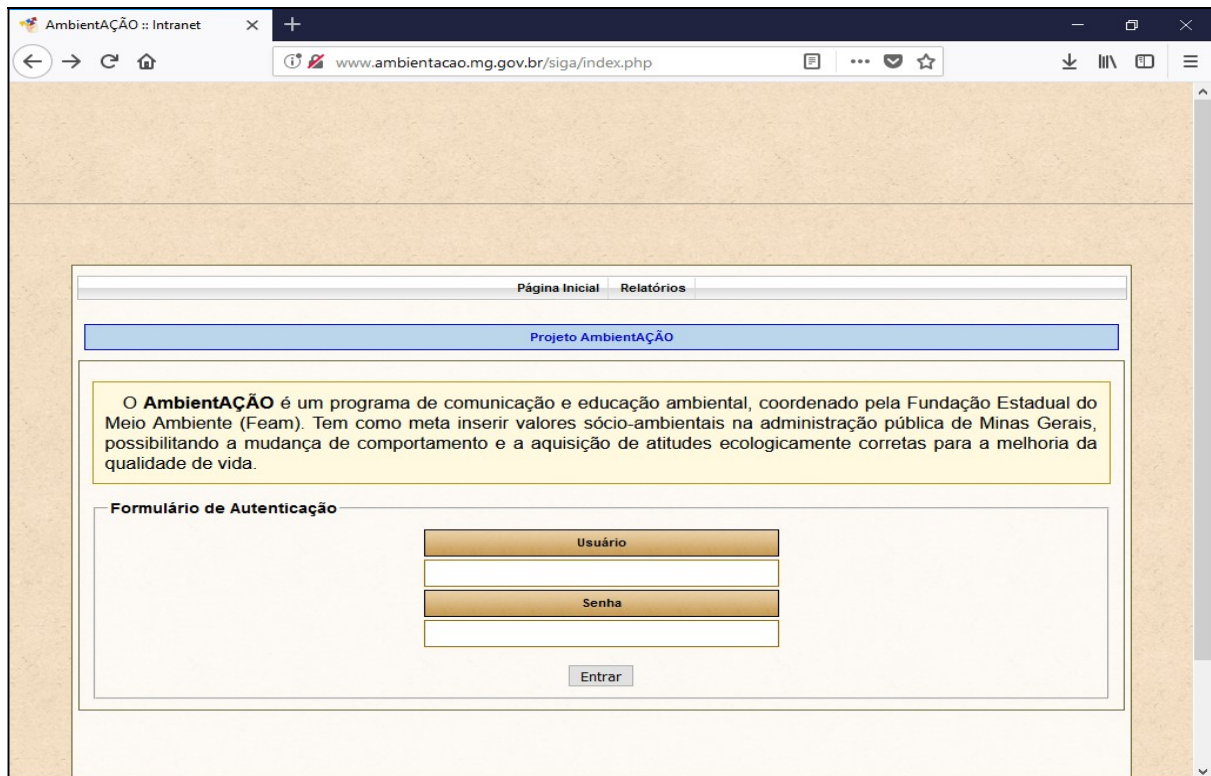 AmbientAÇÃO :: Intranet
www.ambientacao.mg.gov.br/siga/index.php
Página Inicial Relatórios
Projeto AmbientAÇÃO
O AmbientAÇÃO é um programa de comunicação e educação ambiental, coordenado pela Fundação Estadual do
Meio Ambiente (Feam). Tem como meta inserir valores sócio-ambientais na administração pública de Minas Gerais,
possibilitando a mudança de comportamento e a aquisição de atitudes ecologicamente corretas para a melhoria da
qualidade de vida.
Formulário de Autenticação
Usuário
Senha
Entrar